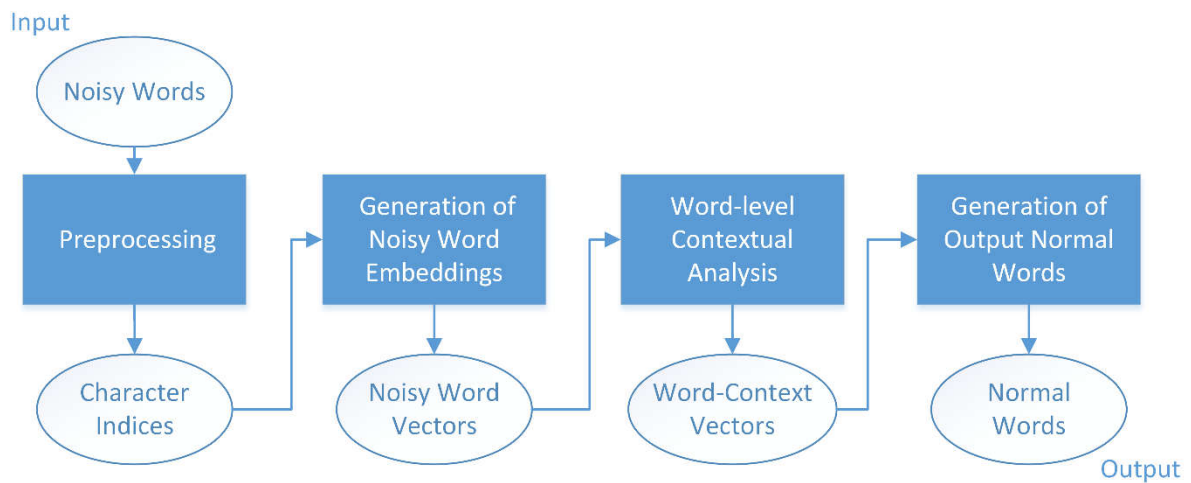 Input
Noisy Words
Preprocessing
Generation of
Noisy Word
Embeddings
Word-level
Contextual
Analysis
Generation of
Output Normal
Words
Character
Indices
Noisy Word
Vectors
Word-Context
Vectors
Normal
Words
Output